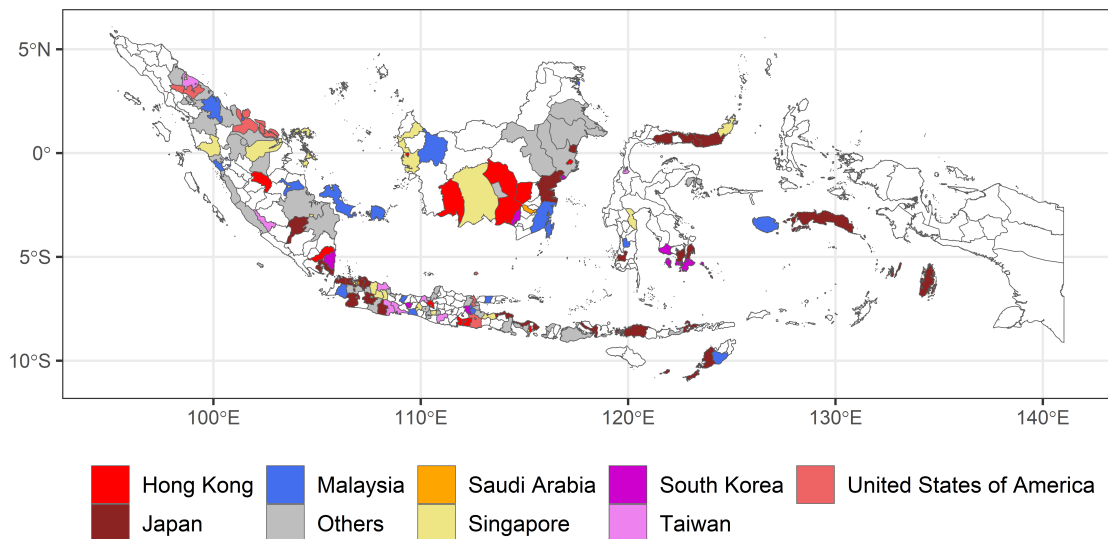 5°N
0°
5°S
10°S
100°E 110°E 120°E 130°E 140°E
Hong Kong Malaysia Saudi Arabia South Korea United States of America
Japan Others Singapore Taiwan